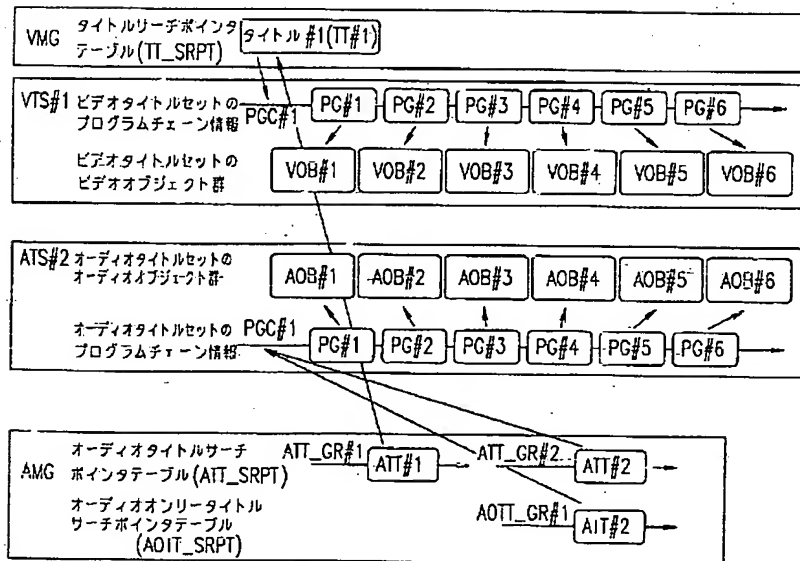 VMG タイトルサーチポインタ
テーブル(TT_SRPT)
タイトル #1(TT#1)
VTS#1 ビデオタイトルセットの
プログラムチェーン情報
PGC#1 PG#1 PG#2 PG#3 PG#4 PG#5 PG#6
ビデオタイトルセットの
ビデオオブジェクト群
VOB#1 VOB#2 VOB#3 VOB#4 VOB#5 VOB#6
ATS#2 オーディオタイトルセットの
オーディオオブジェクト群
AOB#1 AOB#2 AOB#3 AOB#4 AOB#5 AOB#6
オーディオタイトルセットの
プログラムチェーン情報
PGC#1 PG#1 PG#2 PG#3 PG#4 PG#5 PG#6
AMG オーディオタイトルサーチ
ポインタテーブル(ATT_SRPT)
ATT_GR#1 ATT#1 ATT_GR#2 ATT#2
オーディオオンリータイトル
サーチポインタテーブル
(AOIT_SRPT)
AOTT_GR#1 AIT#2